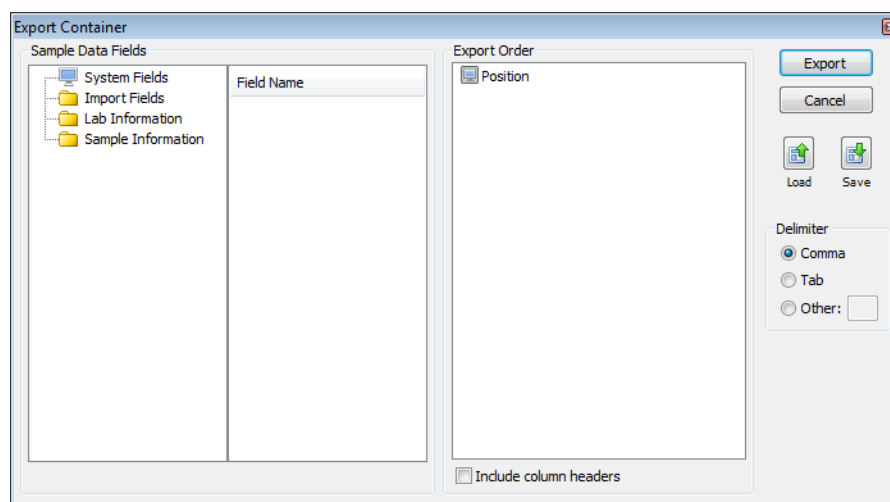 Export Container
Sample Data Fields
System Fields
Import Fields
Lab Information
Sample Information
Field Name
Export Order
Position
Include column headers
Export
Cancel
Load
Save
Delimiter
Comma
Tab
Other: